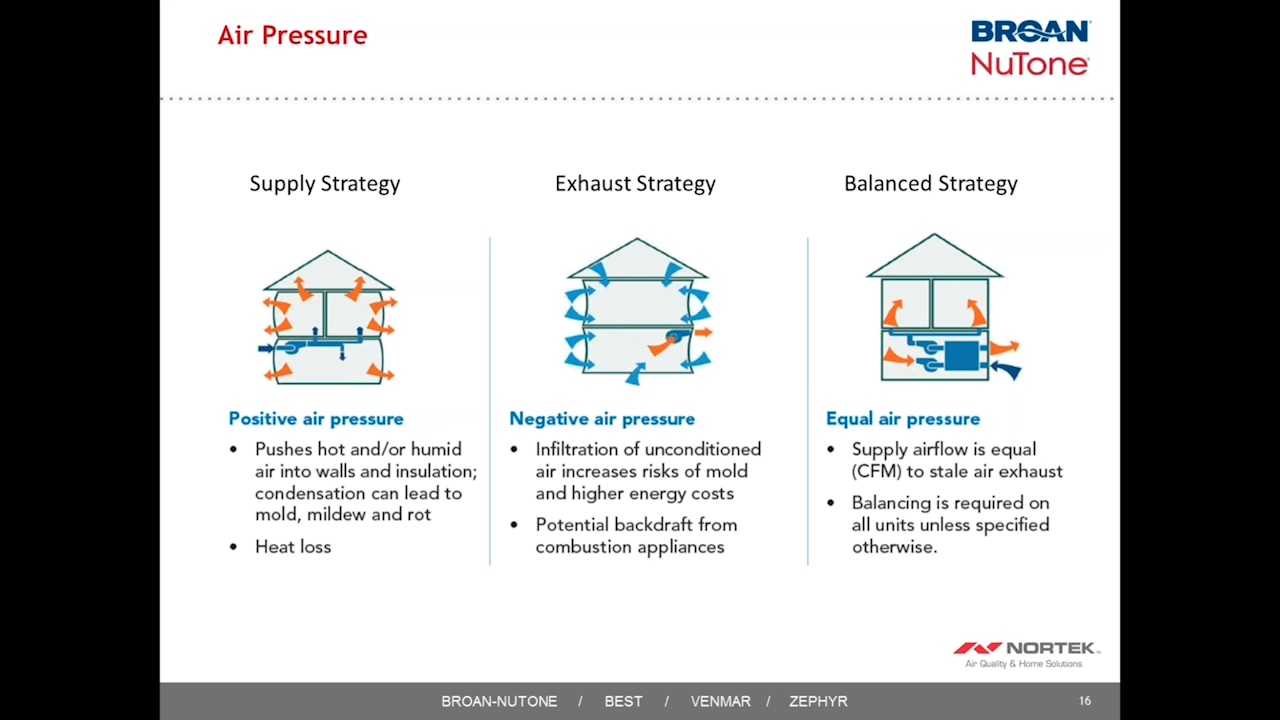 Air Pressure
BROAN
NuTone
Supply Strategy
Exhaust Strategy
Balanced Strategy
Positive air pressure
• Pushes hot and/or humid
air into walls and insulation;
condensation can lead to
mold, mildew and rot
• Heat loss
Negative air pressure
• Infiltration of unconditioned
air increases risks of mold
and higher energy costs
• Potential backdraft from
combustion appliances
Equal air pressure
• Supply airflow is equal
(CFM) to stale air exhaust
• Balancing is required on
all units unless specified
otherwise.
NORTEK
Air Quality & Home Solutions
BROAN-NUTONE / BEST / VENMAR / ZEPHYR
16